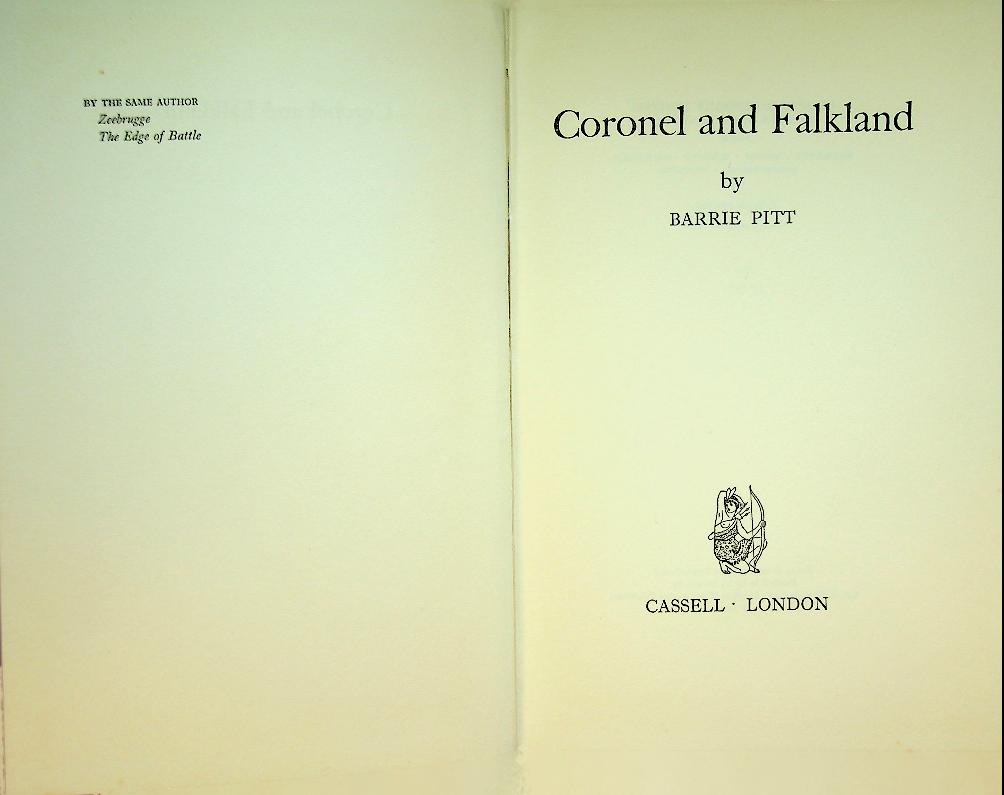 BY THE SAME AUTHOR
Zeebrugge
The Edge of Battle
Coronel and Falkland
by
BARRIE PITT
CASSELL · LONDON